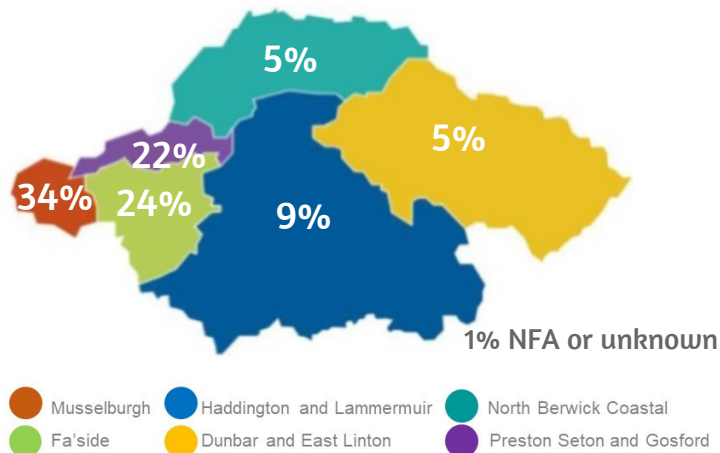 5%
5%
22%
34%
24%
9%
1% NFA or unknown
Musselburgh
Haddington and Lammermuir
North Berwick Coastal
Fa'side
Dunbar and East Linton
Preston Seton and Gosford